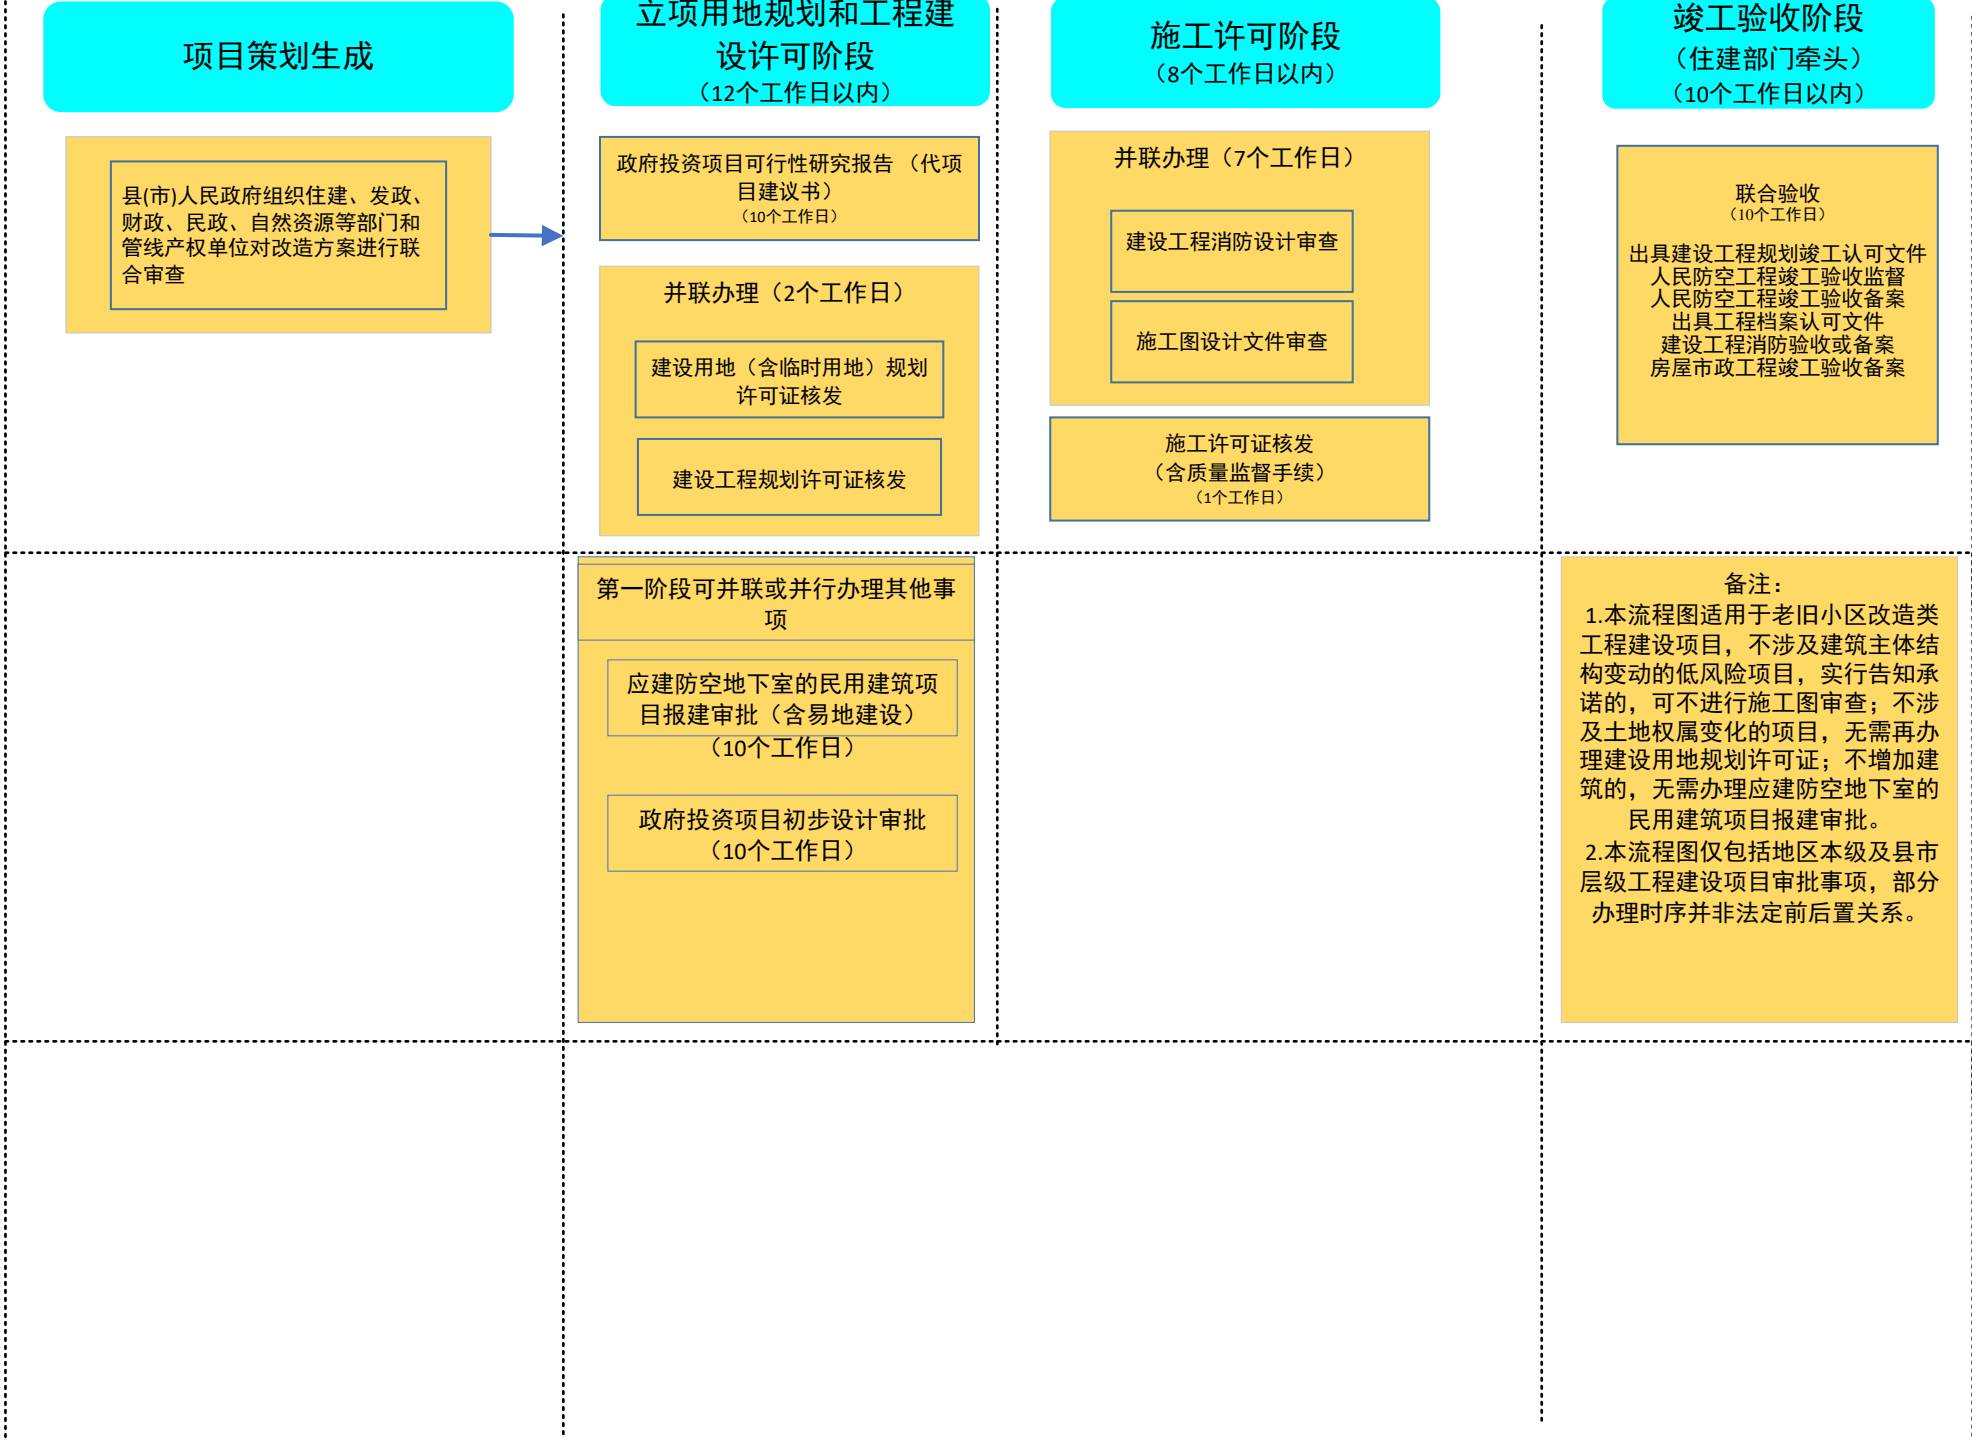 项目策划生成
县(市)人民政府组织住建、发政、
财政、民政、自然资源等部门和
管线产权单位对改造方案进行联
合审查
立项用地规划和工程建
设许可阶段
（12个工作日以内）
政府投资项目可行性研究报告 （代项
目建议书）
（10个工作日）
并联办理（2个工作日）
建设用地（含临时用地）规划
许可证核发
建设工程规划许可证核发
施工许可阶段
（8个工作日以内）
并联办理（7个工作日）
建设工程消防设计审查
施工图设计文件审查
施工许可证核发
（含质量监督手续）
（1个工作日）
竣工验收阶段
（住建部门牵头）
（10个工作日以内）
联合验收
（10个工作日）
出具建设工程规划竣工认可文件
人民防空工程竣工验收监督
人民防空工程竣工验收备案
出具工程档案认可文件
建设工程消防验收或备案
房屋市政工程竣工验收备案
第一阶段可并联或并行办理其他事
项
应建防空地下室的民用建筑项
目报建审批（含易地建设）
（10个工作日）
政府投资项目初步设计审批
（10个工作日）
备注：
1.本流程图适用于老旧小区改造类
工程建设项目，不涉及建筑主体结
构变动的低风险项目，实行告知承
诺的，可不进行施工图审查；不涉
及土地权属变化的项目，无需再办
理建设用地规划许可证；不增加建
筑的，无需办理应建防空地下室的
民用建筑项目报建审批。
2.本流程图仅包括地区本级及县市
层级工程建设项目审批事项，部分
办理时序并非法定前后置关系。